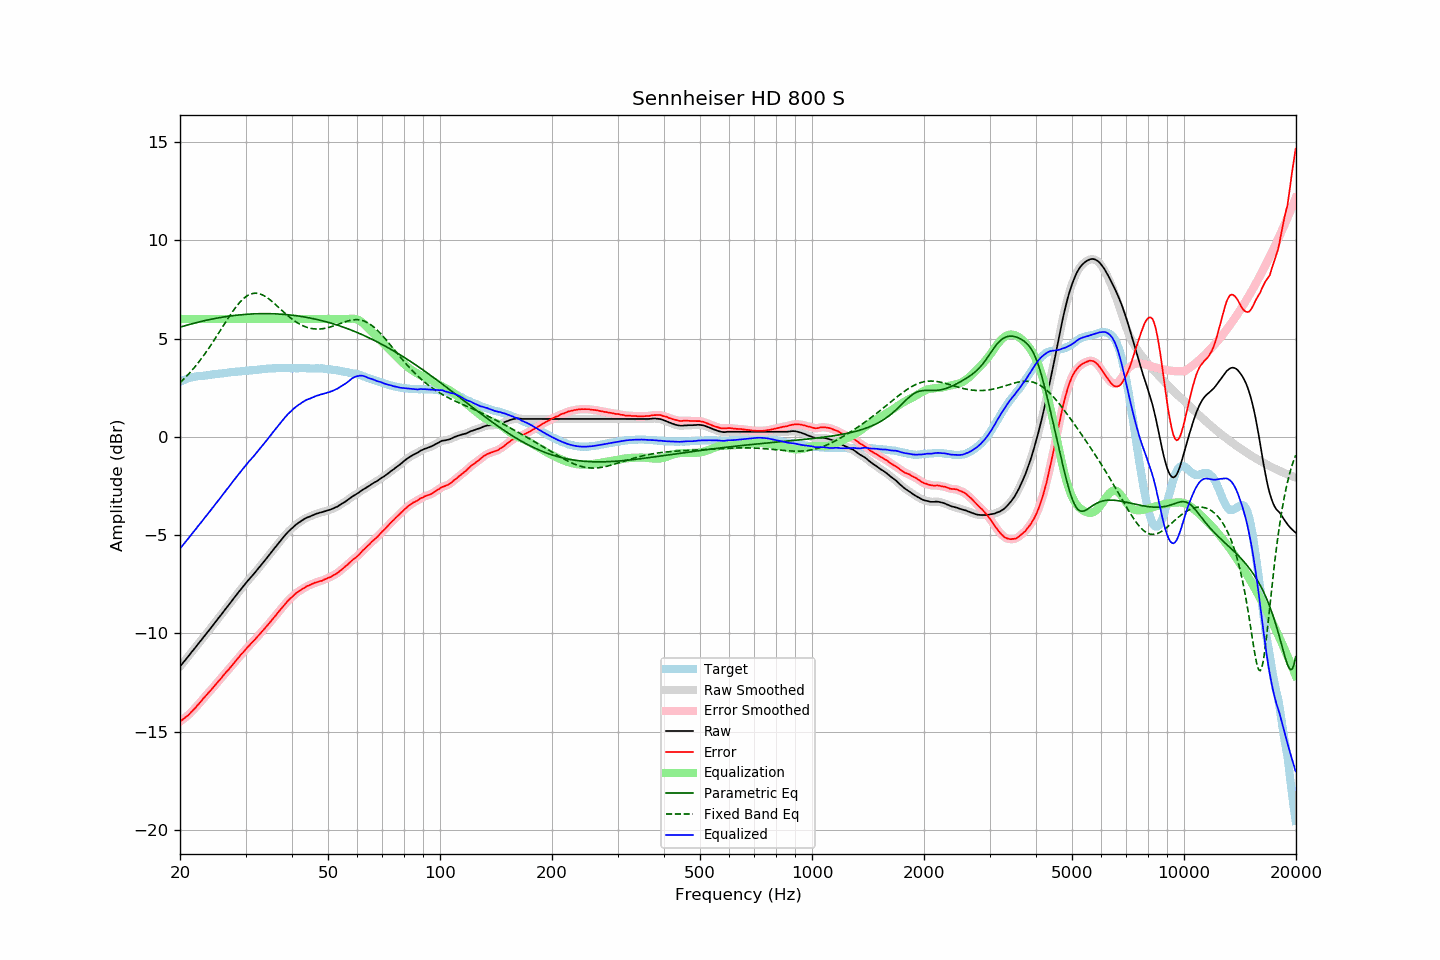 Sennheiser HD 800 S
Amplitude (dBr)
15
10
5
0
−5
−10
−15
−20
Target
Raw Smoothed
Error Smoothed
Raw
Error
Equalization
Parametric Eq
Fixed Band Eq
Equalized
20 50 100 200 500 1000 2000 5000 10000 20000
Frequency (Hz)